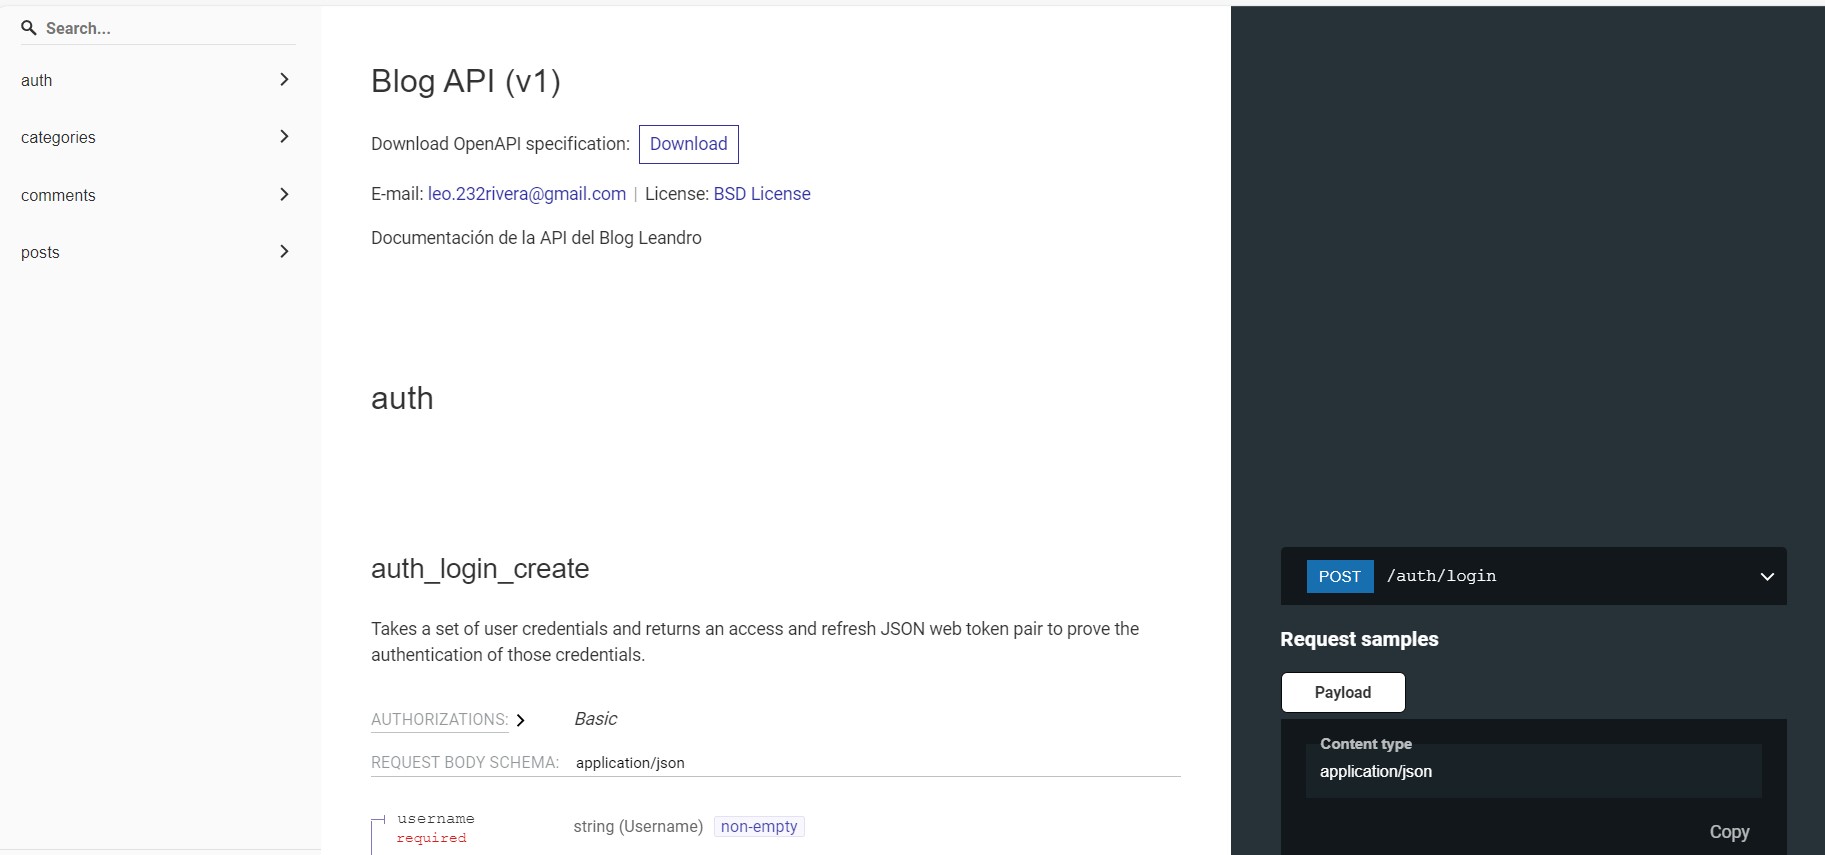 Search...
auth
categories
comments
posts
Blog API (v1)
Download OpenAPI specification: Download
E-mail: leo.232rivera@gmail.com | License: BSD License
Documentación de la API del Blog Leandro
auth
auth_login_create
Takes a set of user credentials and returns an access and refresh JSON web token pair to prove the
authentication of those credentials.
AUTHORIZATIONS: Basic
REQUEST BODY SCHEMA: application/json
username
required
string (Username) non-empty
POST /auth/login
Request samples
Payload
Content type
application/json
Copy